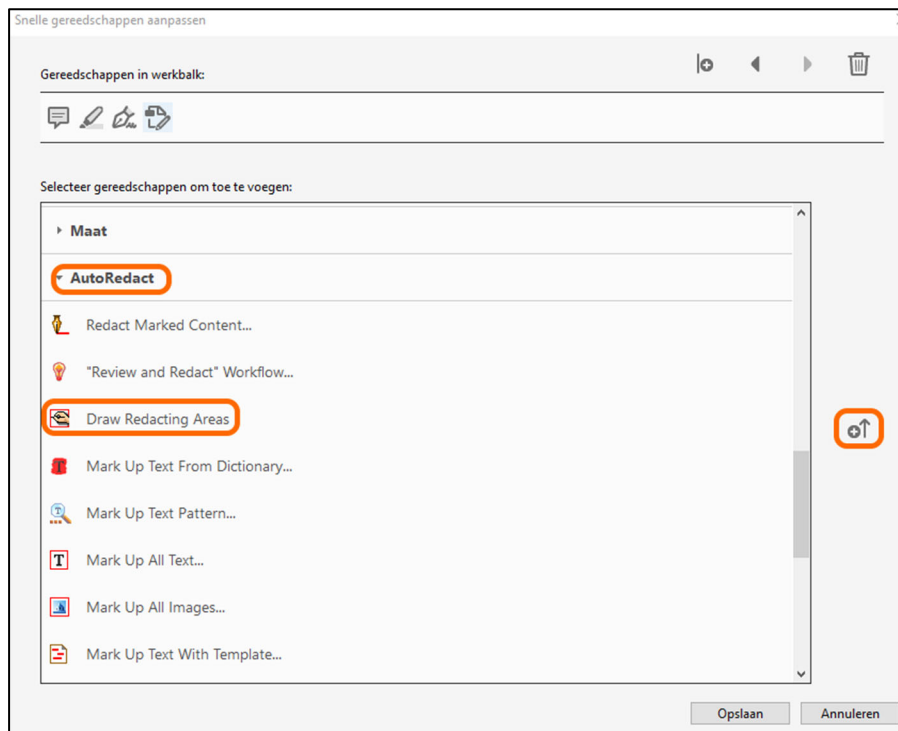 Snelle gereedschappen aanpassen
Gereedschappen in werkbalk:
Selecteer gereedschappen om toe te voegen:
Maat
AutoRedact
Redact Marked Content...
"Review and Redact" Workflow...
Draw Redacting Areas
Mark Up Text From Dictionary...
Mark Up Text Pattern...
Mark Up All Text...
Mark Up All Images...
Mark Up Text With Template...
Opslaan Annuleren